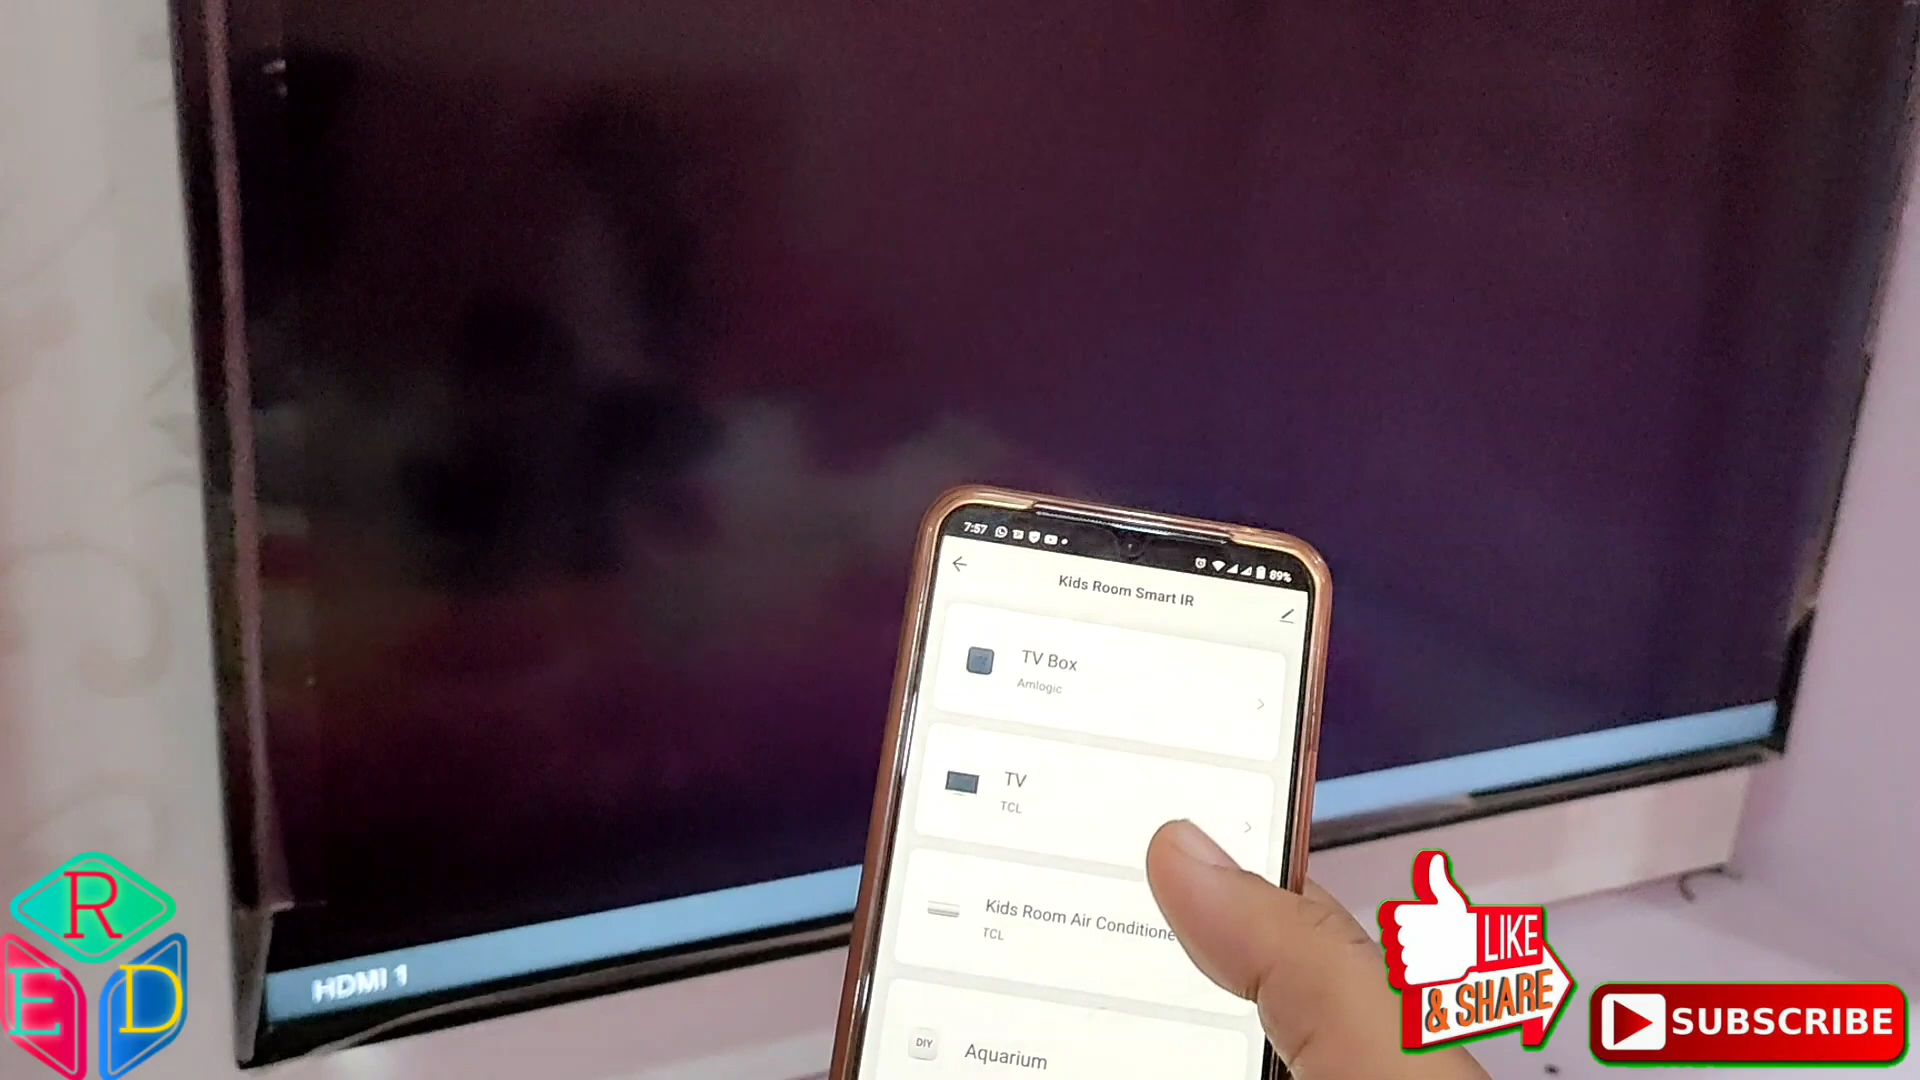 7:57
89%
Kids Room Smart IR
TV Box
Amlogic
TV
TCL
Kids Room Air Conditione
TCL
DIY
Aquarium
HDMI 1
R
E D
LIKE
& SHARE
SUBSCRIBE